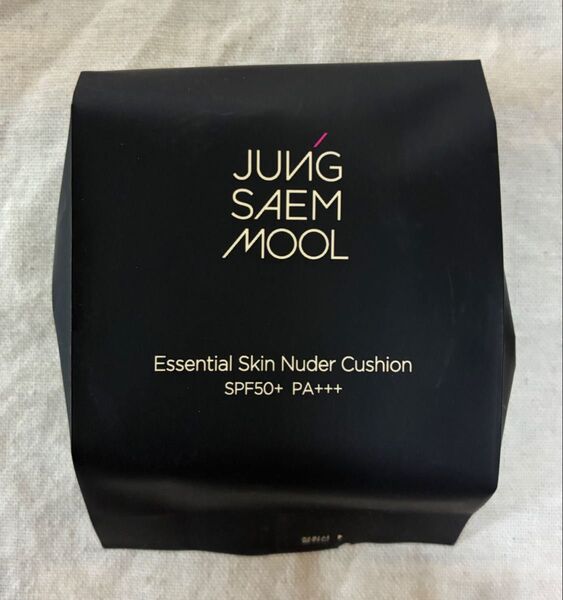 JUNG
SAEM
MOOL
Essential Skin Nuder Cushion
SPF50+ PA+++